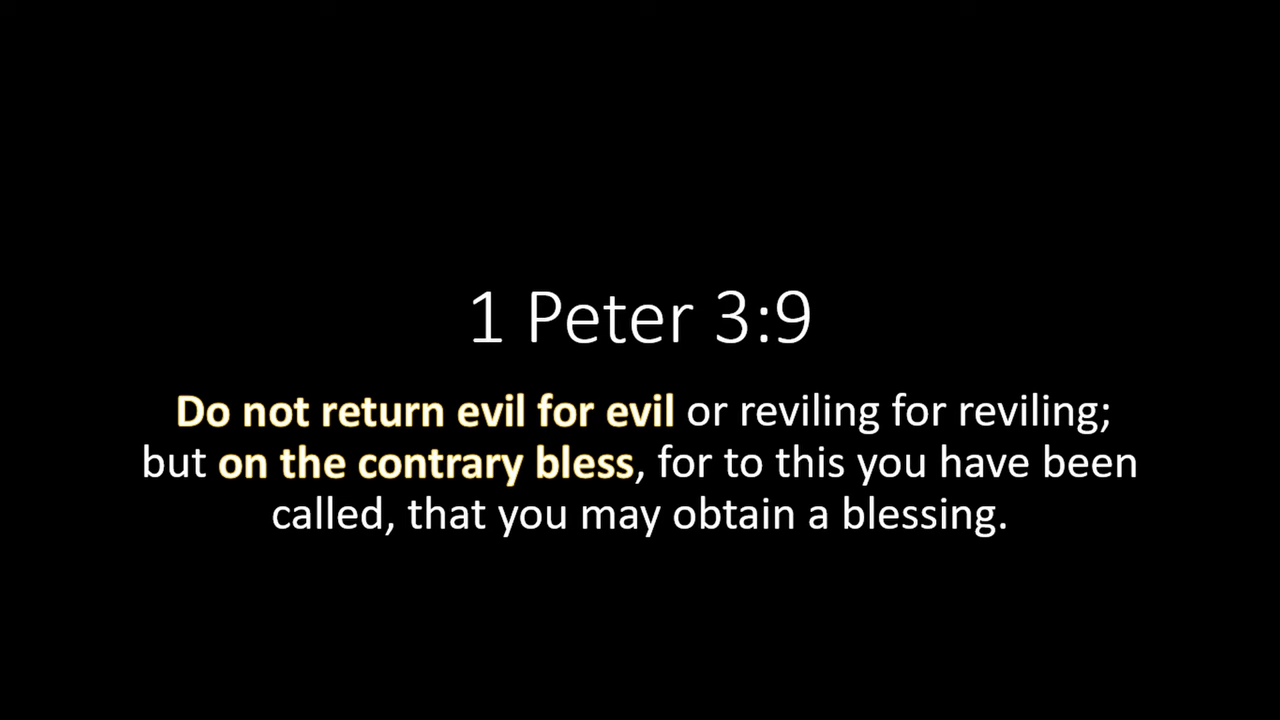 1 Peter 3:9
Do not return evil for evil or reviling for reviling;
but on the contrary bless, for to this you have been
called, that you may obtain a blessing.